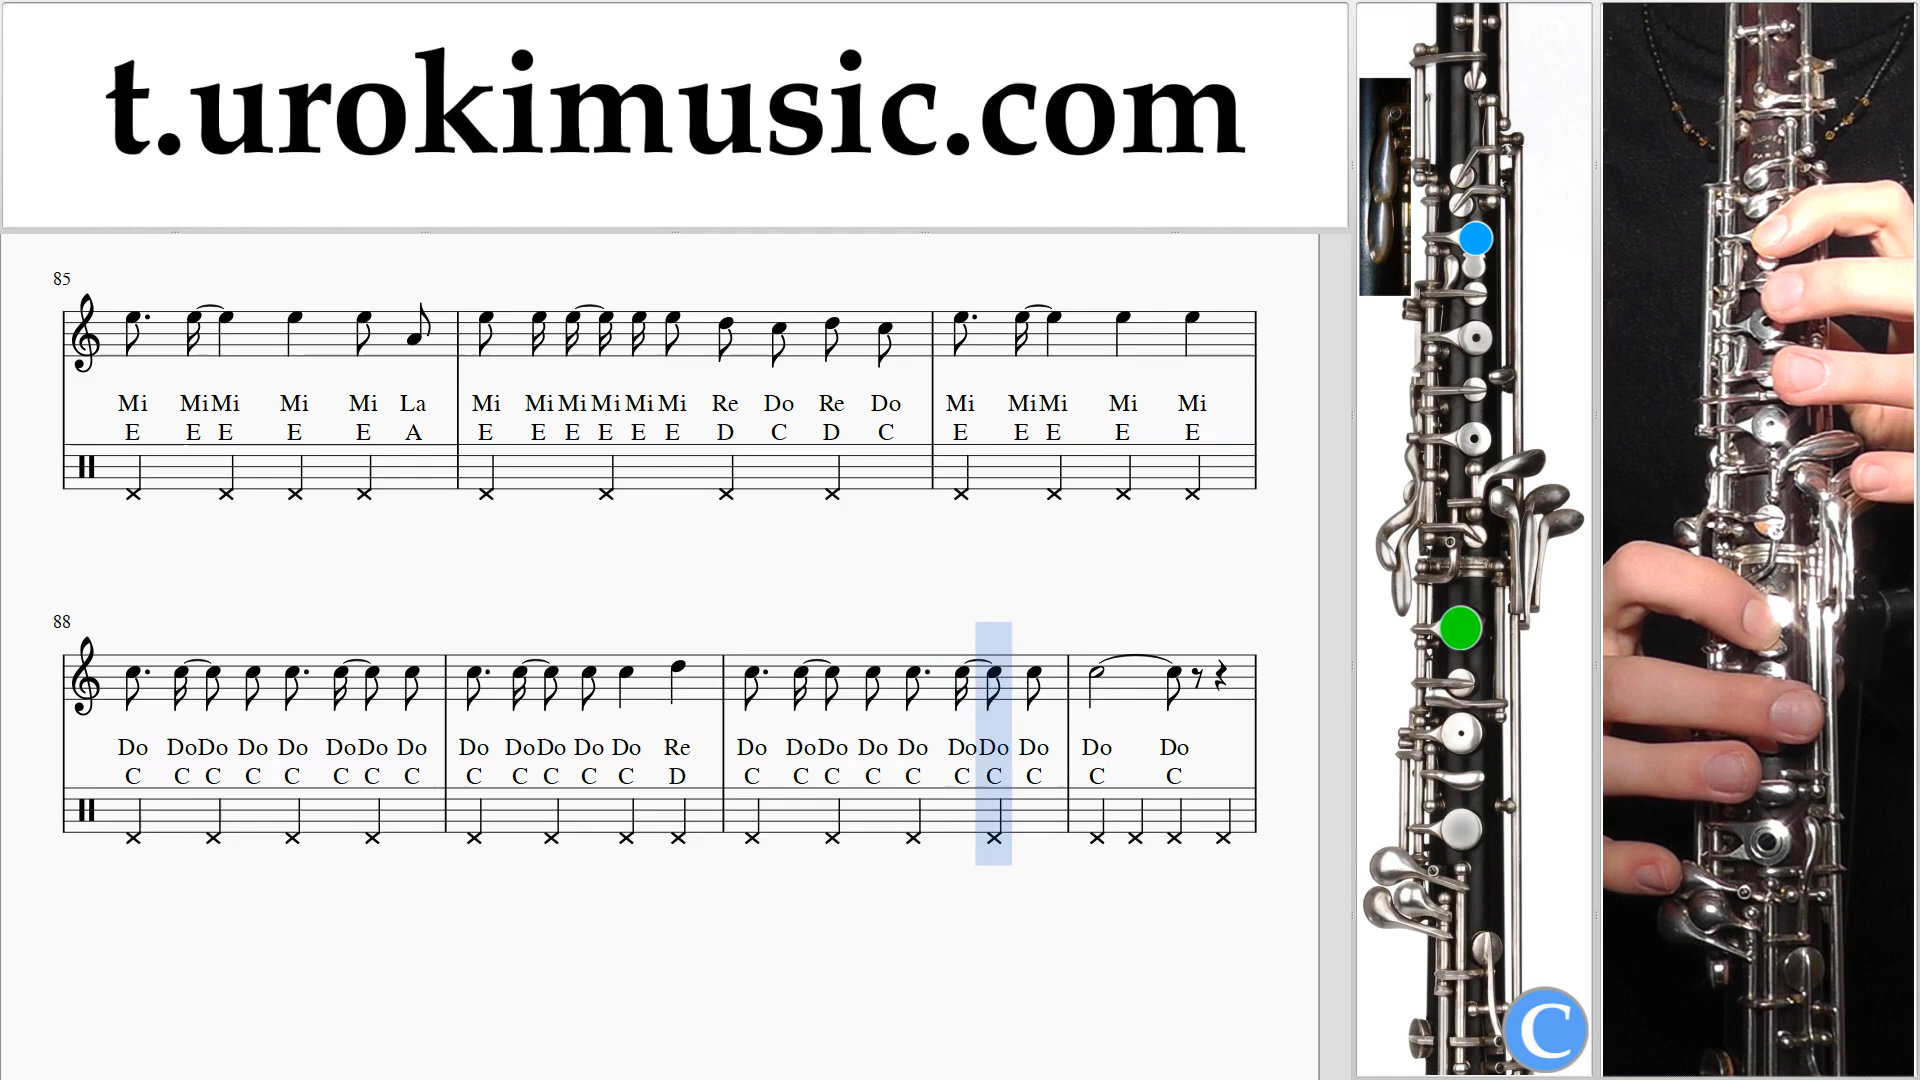 t.urokimusic.com
85
Mi Mi Mi Mi Mi La Mi Mi Mi Mi Mi Mi Re Do Re Do Mi Mi Mi Mi Mi
E E E E E A E E E E E E D C D C E E E E E
88
Do Do Do Do Do Do Do Do Do Do Do Do Do Re Do Do Do Do Do Do Do Do Do Do
C C C C C C C C C C C C C D C C C C C C C C C C
C